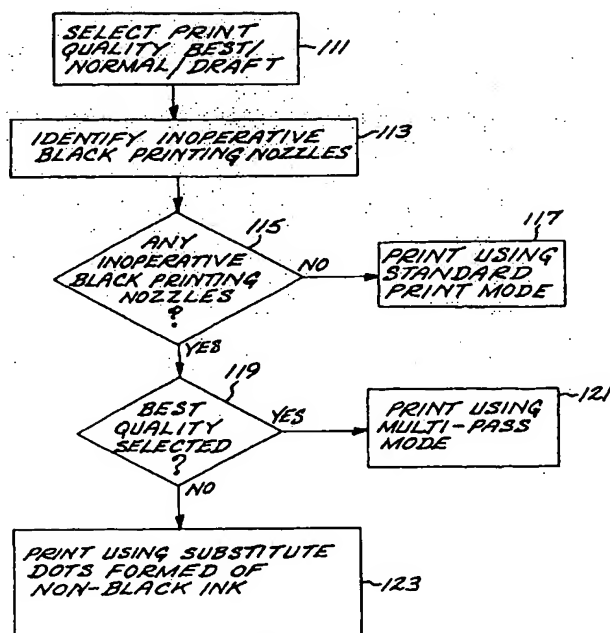 SELECT PRINT
QUALITY BEST/
NORMAL/DRAFT
111
IDENTIFY INOPERATIVE
BLACK PRINTING NOZZLES
113
115
ANY
INOPERATIVE
BLACK PRINTING
NOZZLES
?
NO
YES
117
PRINT USING
STANDARD
PRINT MODE
119
BEST
QUALITY
SELECTED
?
YES
NO
121
PRINT USING
MULTI-PASS
MODE
PRINT USING SUBSTITUTE
DOTS FORMED OF
NON-BLACK INK
123